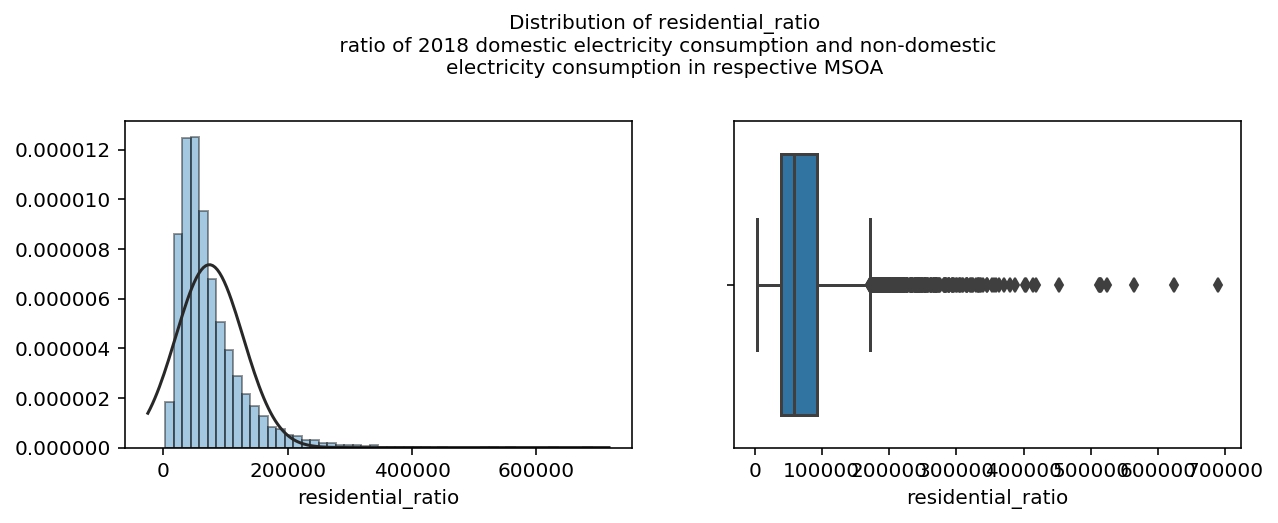 Distribution of residential_ratio
ratio of 2018 domestic electricity consumption and non-domestic
electricity consumption in respective MSOA
0.000012
0.000010
0.000008
0.000006
0.000004
0.000002
0.000000
0 200000 400000 600000
residential_ratio
0 100000 200000 300000 400000 500000 600000 700000
residential_ratio